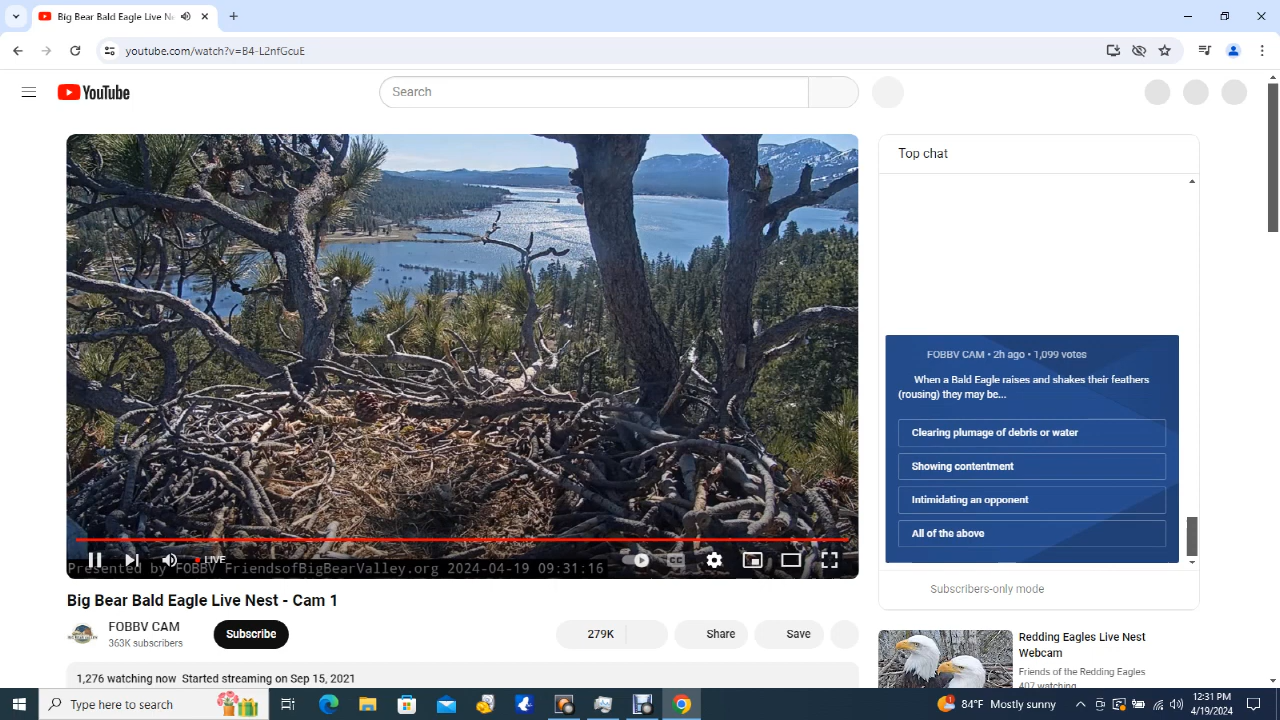 Big Bear Bald Eagle Live Ne
youtube.com/watch?v=B4-L2nfGcuE
YouTube
Search
Top chat
FOBBV CAM • 2h ago • 1,099 votes
When a Bald Eagle raises and shakes their feathers
(rousing) they may be...
Clearing plumage of debris or water
Showing contentment
Intimidating an opponent
All of the above
Subscribers-only mode
LIVE
CC
Presented by FOBBV FriendsofBigBearValley.org 2024-04-19 09:31:16
Big Bear Bald Eagle Live Nest - Cam 1
FOBBV CAM
363K subscribers
Subscribe
279K
Share
Save
1,276 watching now Started streaming on Sep 15, 2021
Redding Eagles Live Nest
Webcam
Friends of the Redding Eagles
407 watching
Type here to search
84°F Mostly sunny
12:31 PM
4/19/2024